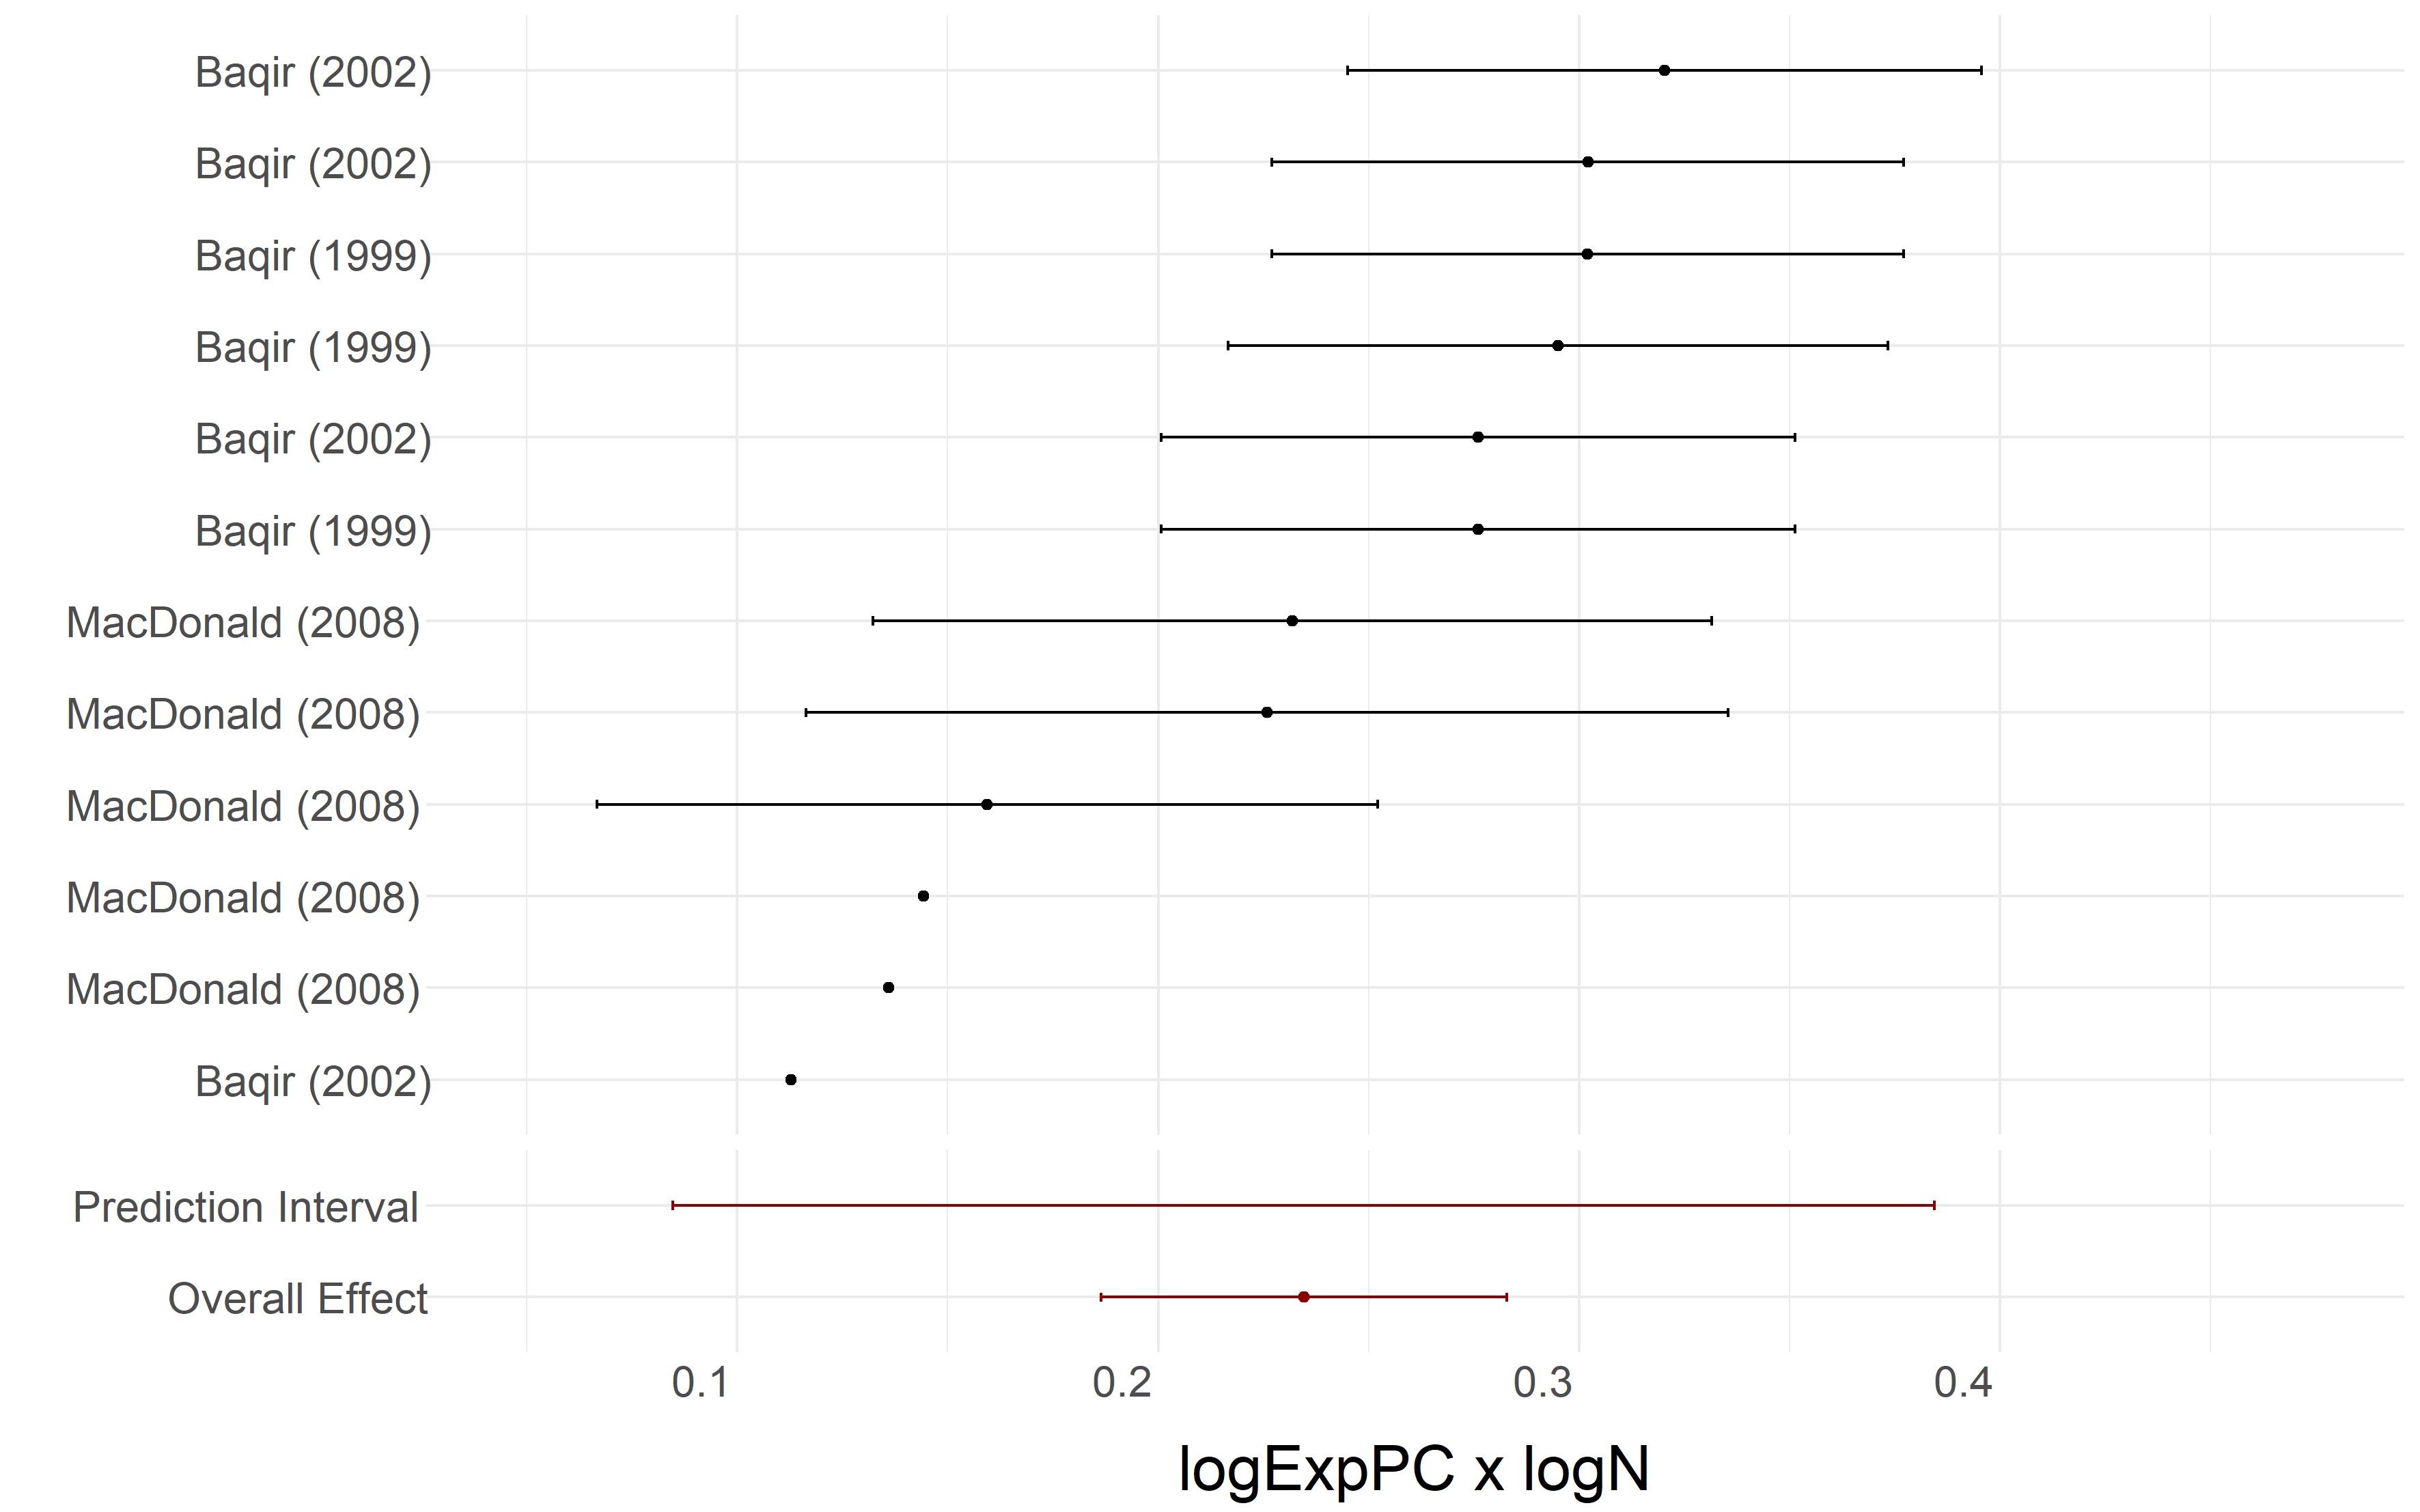 Baqir (2002)
Baqir (2002)
Baqir (1999)
Baqir (1999)
Baqir (2002)
Baqir (1999)
MacDonald (2008)
MacDonald (2008)
MacDonald (2008)
MacDonald (2008)
MacDonald (2008)
Baqir (2002)
Prediction Interval
Overall Effect
0.1 0.2 0.3 0.4
logExpPC x logN